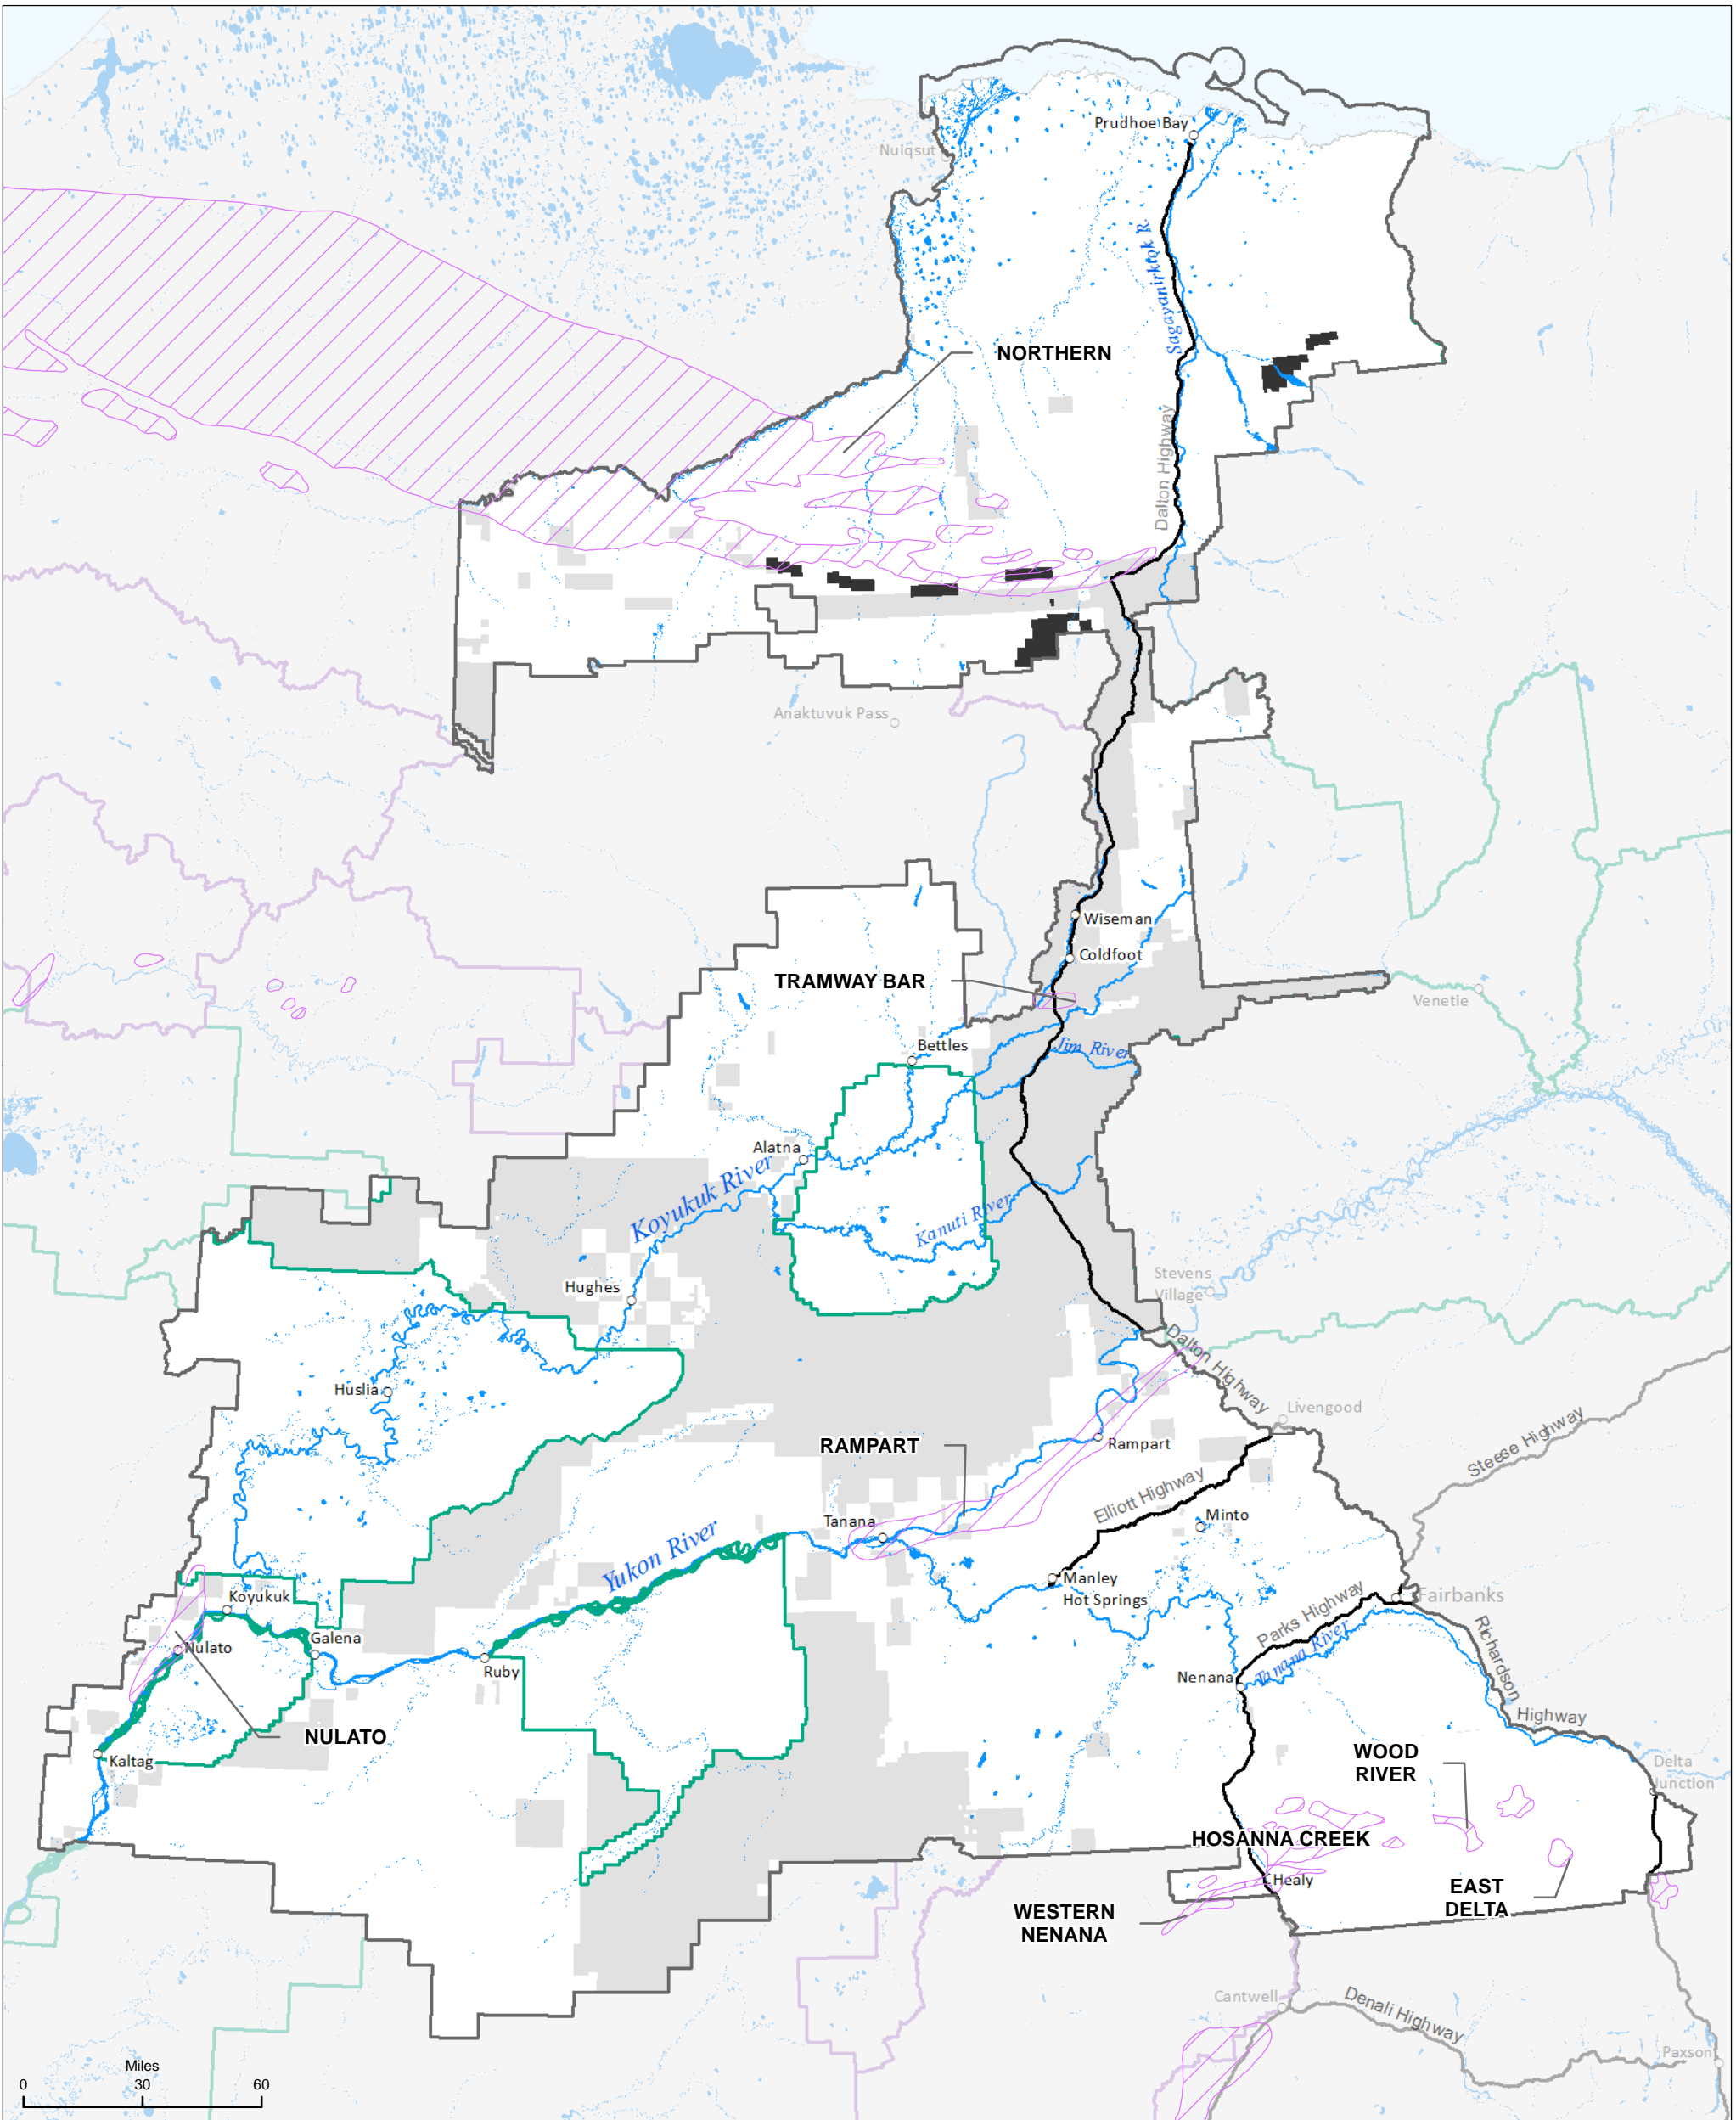 Prudhoe Bay
Nuiqsut
Sagavanirktok R.
NORTHERN
Dalton Highway
Anaktuvuk Pass
Wiseman
Coldfoot
TRAMWAY BAR
Venetie
Bettles
Jim River
Alatna
Koyukuk River
Kanuti River
Hughes
Stevens
Village
Dalton Highway
Huslia
Livengood
RAMPART
Rampart
Steese Highway
Elliott Highway
Minto
Tanana
Yukon River
Manley
Hot Springs
Koyukuk
Fairbanks
Parks Highway
Nulato
Galena
Tanana River
Richardson
Highway
Ruby
Nenana
NULATO
Kaltag
WOOD
RIVER
Delta
Junction
HOSANNA CREEK
Healy
EAST
DELTA
WESTERN
NENANA
Cantwell
Denali Highway
Paxson
Miles
0 30 60